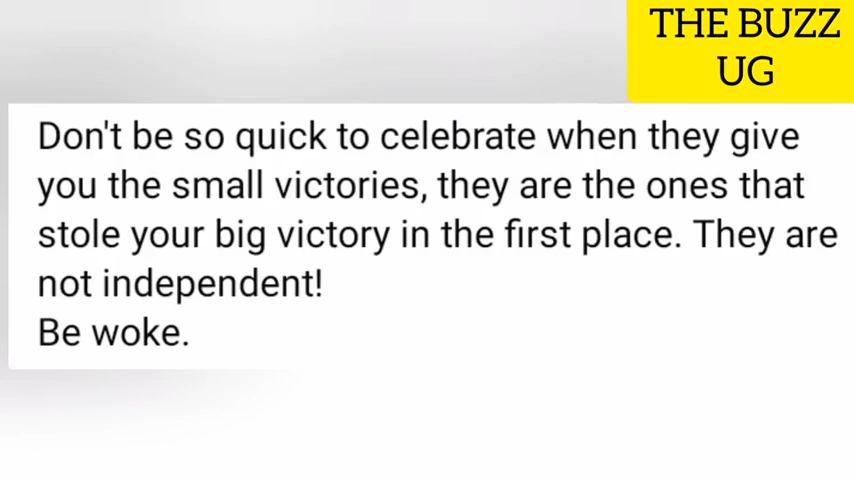 THE BUZZ
UG
Don't be so quick to celebrate when they give
you the small victories, they are the ones that
stole your big victory in the first place. They are
not independent!
Be woke.